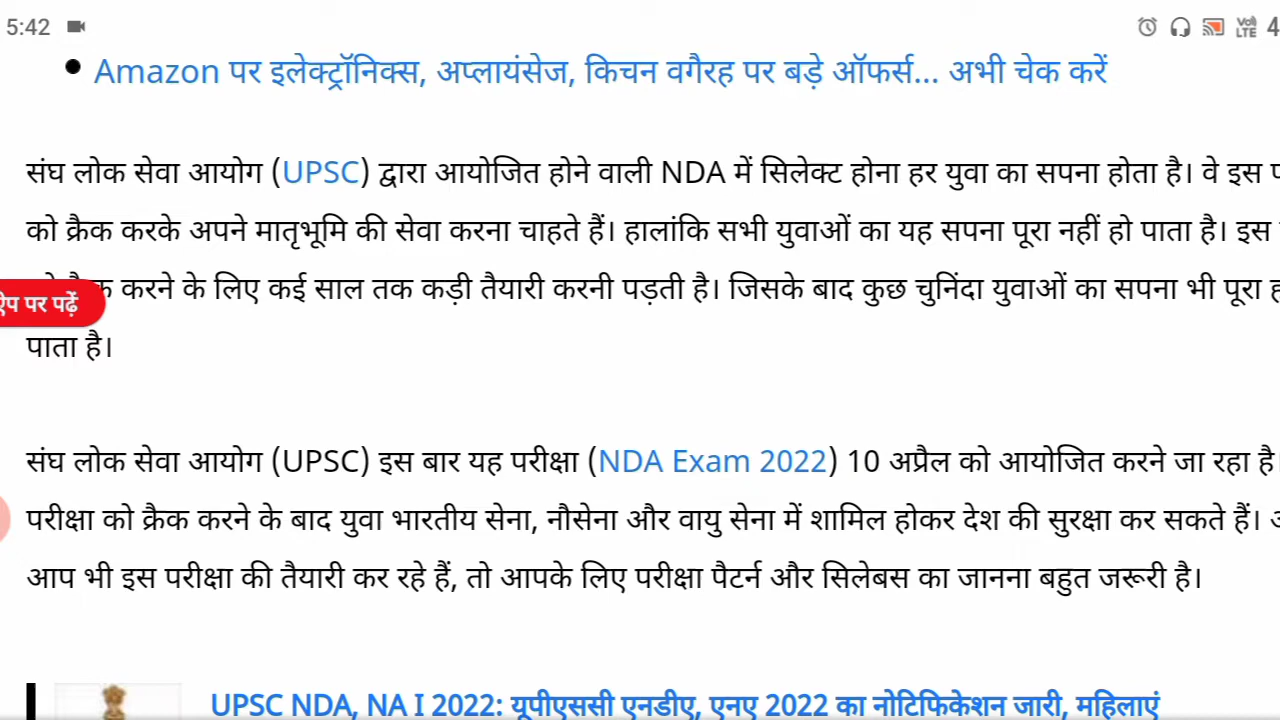 5:42
Vo) LTE 4
Amazon पर इलेक्ट्रॉनिक्स, अप्लायंसेज, किचन वगैरह पर बड़े ऑफर्स... अभी चेक करें
संघ लोक सेवा आयोग (UPSC) द्वारा आयोजित होने वाली NDA में सिलेक्ट होना हर युवा का सपना होता है। वे इस
को क्रैक करके अपने मातृभूमि की सेवा करना चाहते हैं। हालांकि सभी युवाओं का यह सपना पूरा नहीं हो पाता है। इस
करने के लिए कई साल तक कड़ी तैयारी करनी पड़ती है। जिसके बाद कुछ चुनिंदा युवाओं का सपना भी पूरा
ऐप पर पढ़ें
पाता है।
संघ लोक सेवा आयोग (UPSC) इस बार यह परीक्षा (NDA Exam 2022) 10 अप्रैल को आयोजित करने जा रहा है।
परीक्षा को क्रैक करने के बाद युवा भारतीय सेना, नौसेना और वायु सेना में शामिल होकर देश की सुरक्षा कर सकते हैं।
आप भी इस परीक्षा की तैयारी कर रहे हैं, तो आपके लिए परीक्षा पैटर्न और सिलेबस का जानना बहुत जरूरी है।
UPSC NDA, NA I 2022: यूपीएससी एनडीए, एनए 2022 का नोटिफिकेशन जारी, महिलाएं